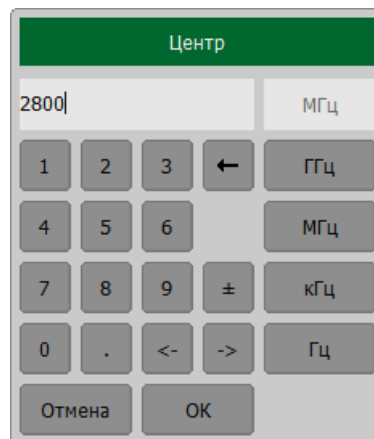 Центр
2800 МГц
1 2 3 ← ГГц
4 5 6 МГц
7 8 9 ± кГц
0 . <- -> Гц
Отмена OK